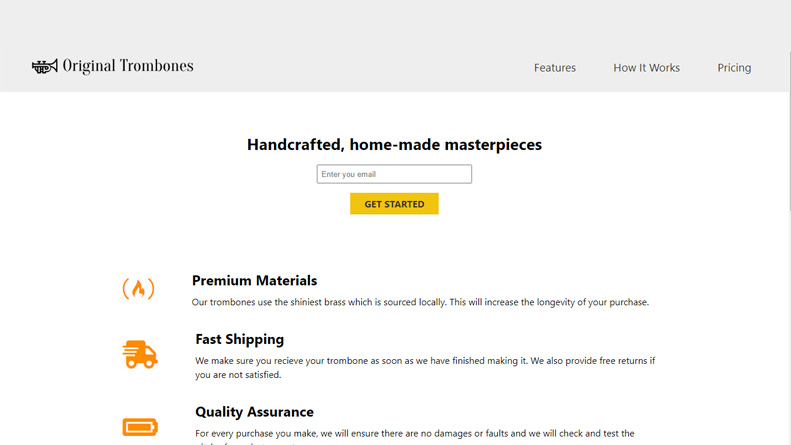 Original Trombones
Features
How It Works
Pricing
Handcrafted, home-made masterpieces
Enter you email
GET STARTED
Premium Materials
Our trombones use the shiniest brass which is sourced locally. This will increase the longevity of your purchase.
Fast Shipping
We make sure you recieve your trombone as soon as we have finished making it. We also provide free returns if
you are not satisfied.
Quality Assurance
For every purchase you make, we will ensure there are no damages or faults and we will check and test the